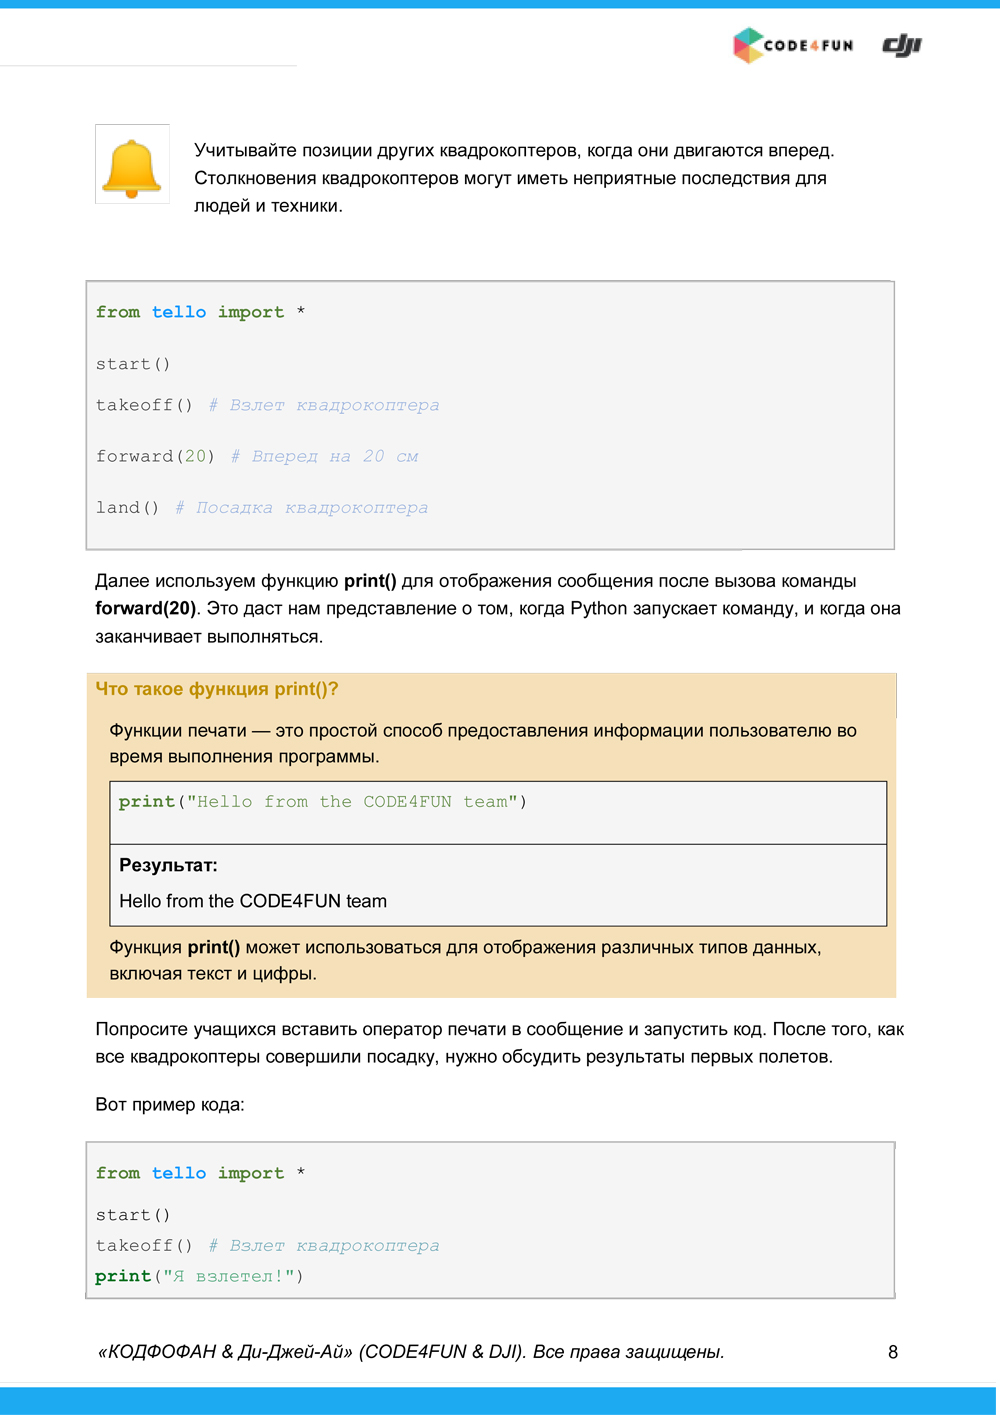 CODE4FUN dji
Учитывайте позиции других квадрокоптеров, когда они двигаются вперед.
Столкновения квадрокоптеров могут иметь неприятные последствия для
людей и техники.
from tello import *
start()
takeoff() # Взлет квадрокоптера
forward(20) # Вперед на 20 см
land() # Посадка квадрокоптера
Далее используем функцию print() для отображения сообщения после вызова команды
forward(20). Это даст нам представление о том, когда Python запускает команду, и когда она
заканчивает выполняться.
Что такое функция print()?
Функции печати — это простой способ предоставления информации пользователю во
время выполнения программы.
print("Hello from the CODE4FUN team")
Результат:
Hello from the CODE4FUN team
Функция print() может использоваться для отображения различных типов данных,
включая текст и цифры.
Попросите учащихся вставить оператор печати в сообщение и запустить код. После того, как
все квадрокоптеры совершили посадку, нужно обсудить результаты первых полетов.
Вот пример кода:
from tello import *
start()
takeoff() # Взлет квадрокоптера
print("Я взлетел!")
«КОДФОФАН & Ди-Джей-Ай» (CODE4FUN & DJI). Все права защищены. 8